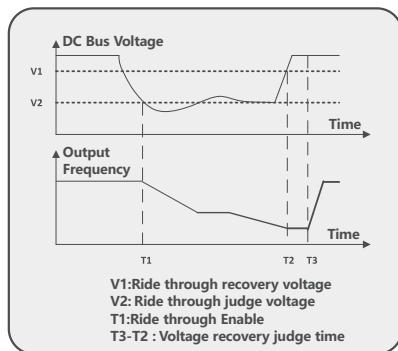 DC Bus Voltage
V1
V2
Time
Output
Frequency
Time
T1 T2 T3
V1:Ride through recovery voltage
V2: Ride through judge voltage
T1:Ride through Enable
T3-T2 : Voltage recovery judge time